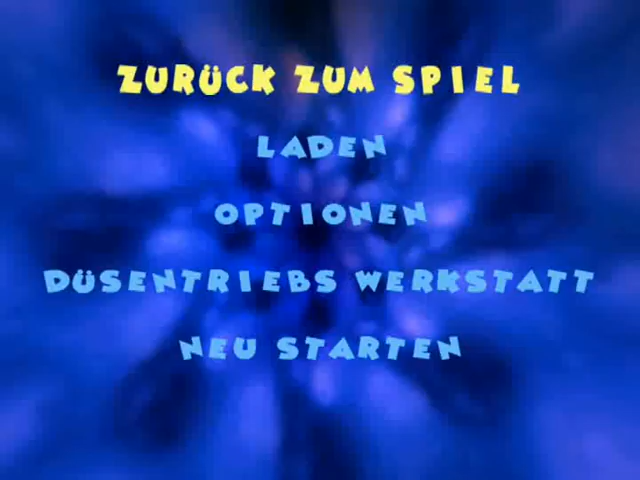 ZURÜCK ZUM SPIEL
LADEN
OPTIONEN
DÜSENTRIEBS WERKSTATT
NEU STARTEN